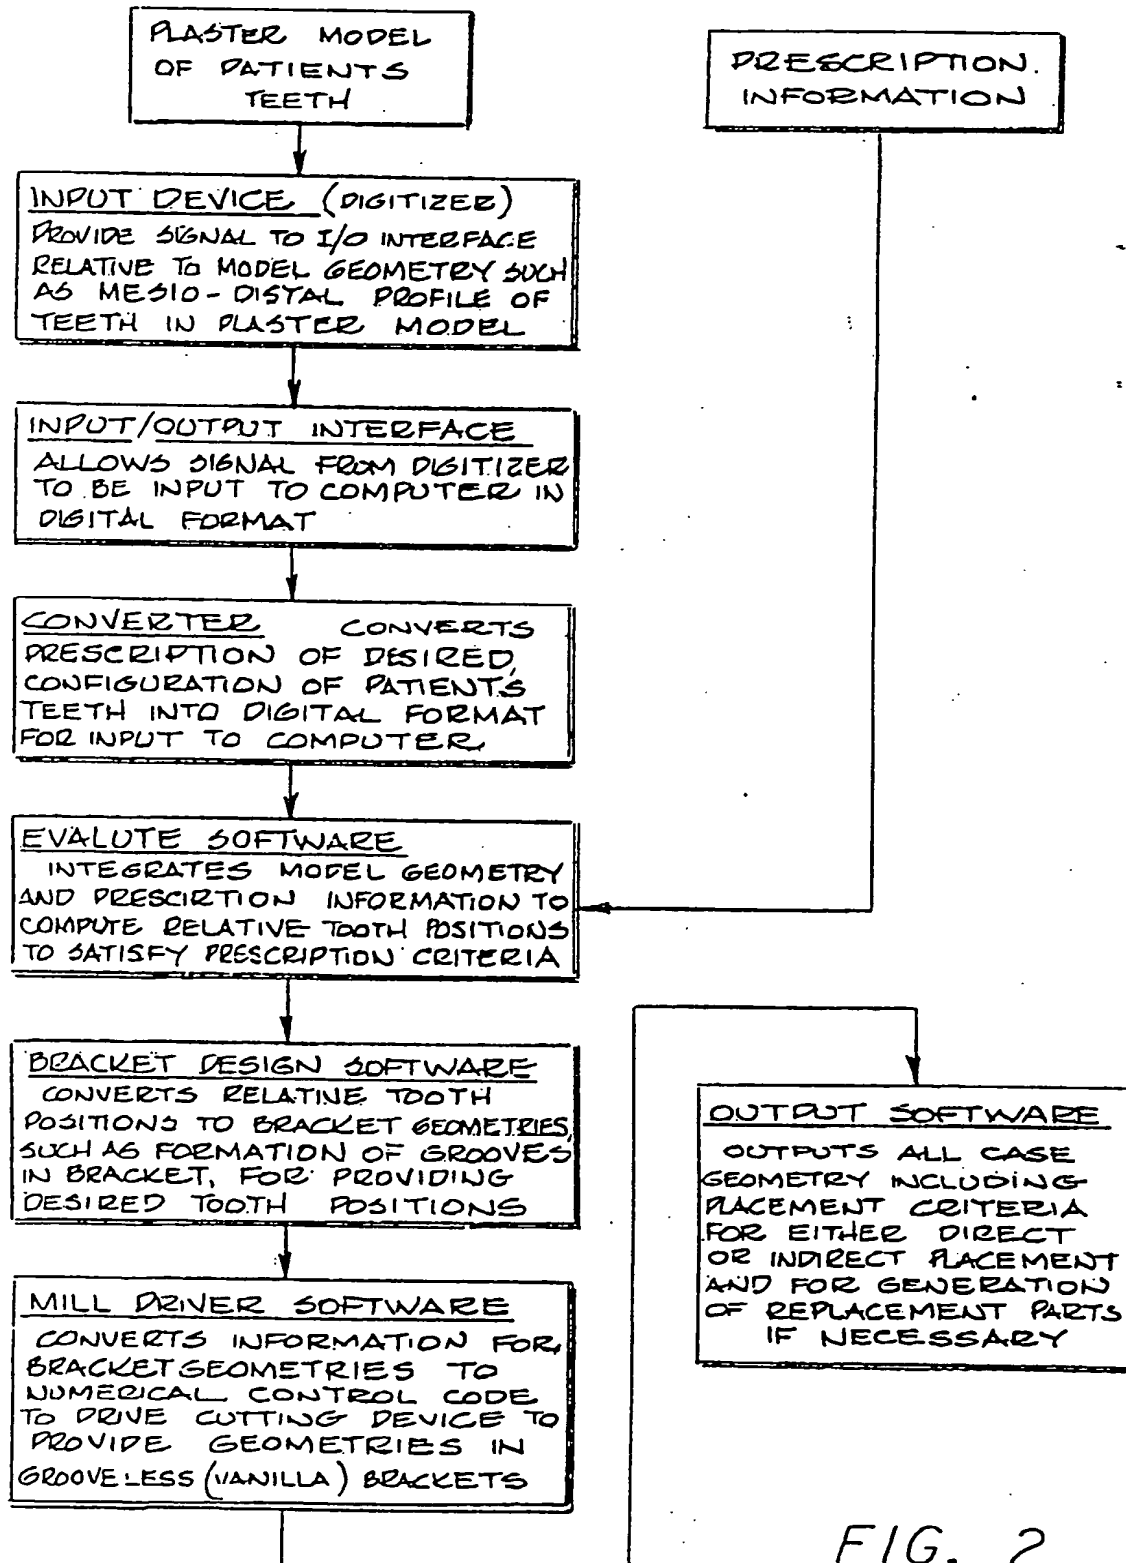 PLASTER MODEL
OF PATIENTS
TEETH
PRESCRIPTION
INFORMATION
INPUT DEVICE (DIGITIZER)
PROVIDE SIGNAL TO I/O INTERFACE
RELATIVE TO MODEL GEOMETRY SUCH
AS MESIO-DISTAL PROFILE OF
TEETH IN PLASTER MODEL
INPUT/OUTPUT INTERFACE
ALLOWS SIGNAL FROM DIGITIZER
TO BE INPUT TO COMPUTER IN
DIGITAL FORMAT
CONVERTER CONVERTS
PRESCRIPTION OF DESIRED
CONFIGURATION OF PATIENT'S
TEETH INTO DIGITAL FORMAT
FOR INPUT TO COMPUTER
EVALUTE SOFTWARE
INTEGRATES MODEL GEOMETRY
AND PRESCIRTION INFORMATION TO
COMPUTE RELATIVE TOOTH POSITIONS
TO SATISFY PRESCRIPTION CRITERIA
BRACKET DESIGN SOFTWARE
CONVERTS RELATIVE TOOTH
POSITIONS TO BRACKET GEOMETRIES,
SUCH AS FORMATION OF GROOVES
IN BRACKET, FOR PROVIDING
DESIRED TOOTH POSITIONS
MILL DRIVER SOFTWARE
CONVERTS INFORMATION FOR
BRACKET GEOMETRIES TO
NUMERICAL CONTROL CODE
TO DRIVE CUTTING DEVICE TO
PROVIDE GEOMETRIES IN
GROOVELESS (VANILLA) BRACKETS
OUTPUT SOFTWARE
OUTPUTS ALL CASE
GEOMETRY INCLUDING
PLACEMENT CRITERIA
FOR EITHER DIRECT
OR INDIRECT PLACEMENT
AND FOR GENERATION
OF REPLACEMENT PARTS
IF NECESSARY
FIG. 2